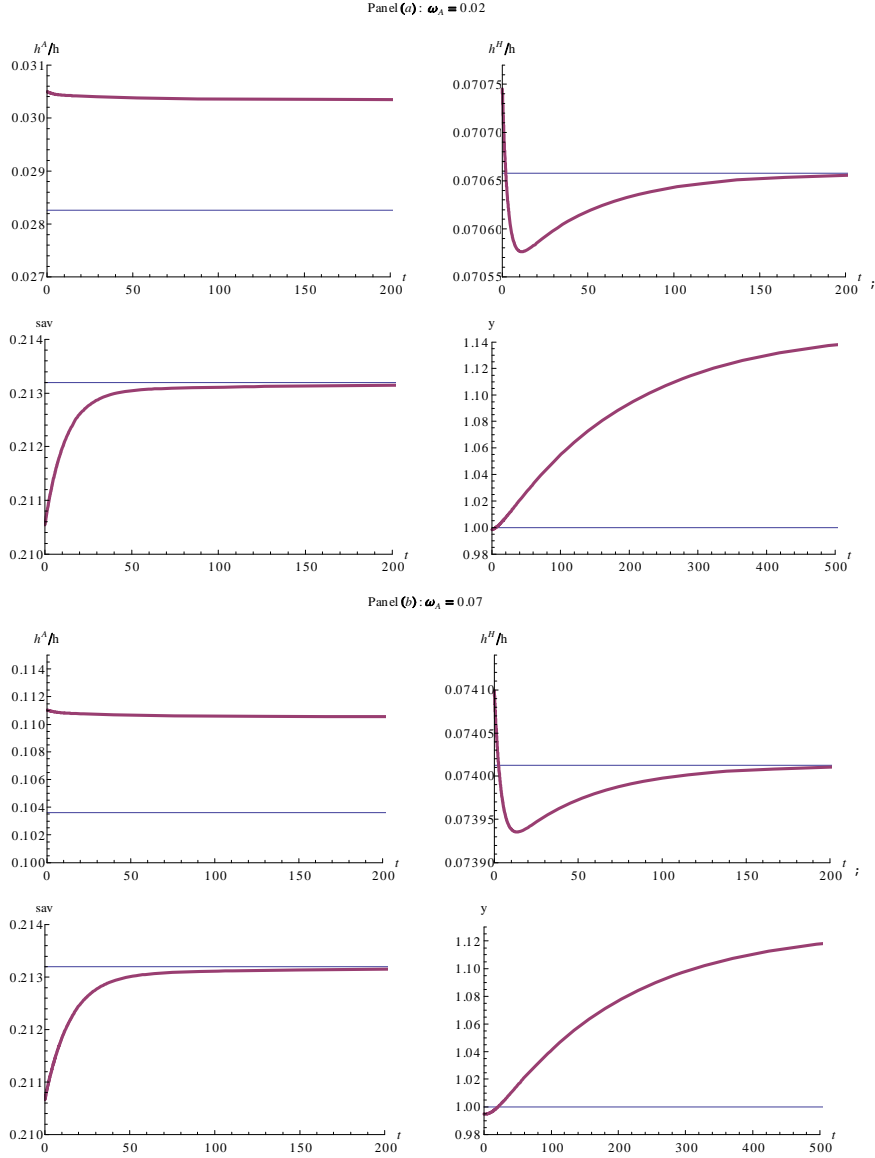 Panel (a) : ω_A = 0.02
h^A/h
0.031
0.030
0.029
0.028
0.027
0 50 100 150 200 t
h^H/h
0.07075
0.07070
0.07065
0.07060
0.07055
0 50 100 150 200 t ;
sav
0.214
0.213
0.212
0.211
0.210
0 50 100 150 200 t
y
1.14
1.12
1.10
1.08
1.06
1.04
1.02
1.00
0.98
0 100 200 300 400 500 t
Panel (b) : ω_A = 0.07
h^A/h
0.114
0.112
0.110
0.108
0.106
0.104
0.102
0.100
0 50 100 150 200 t
h^H/h
0.07410
0.07405
0.07400
0.07395
0.07390
0 50 100 150 200 t ;
sav
0.214
0.213
0.212
0.211
0.210
0 50 100 150 200 t
y
1.12
1.10
1.08
1.06
1.04
1.02
1.00
0.98
0 100 200 300 400 500 t